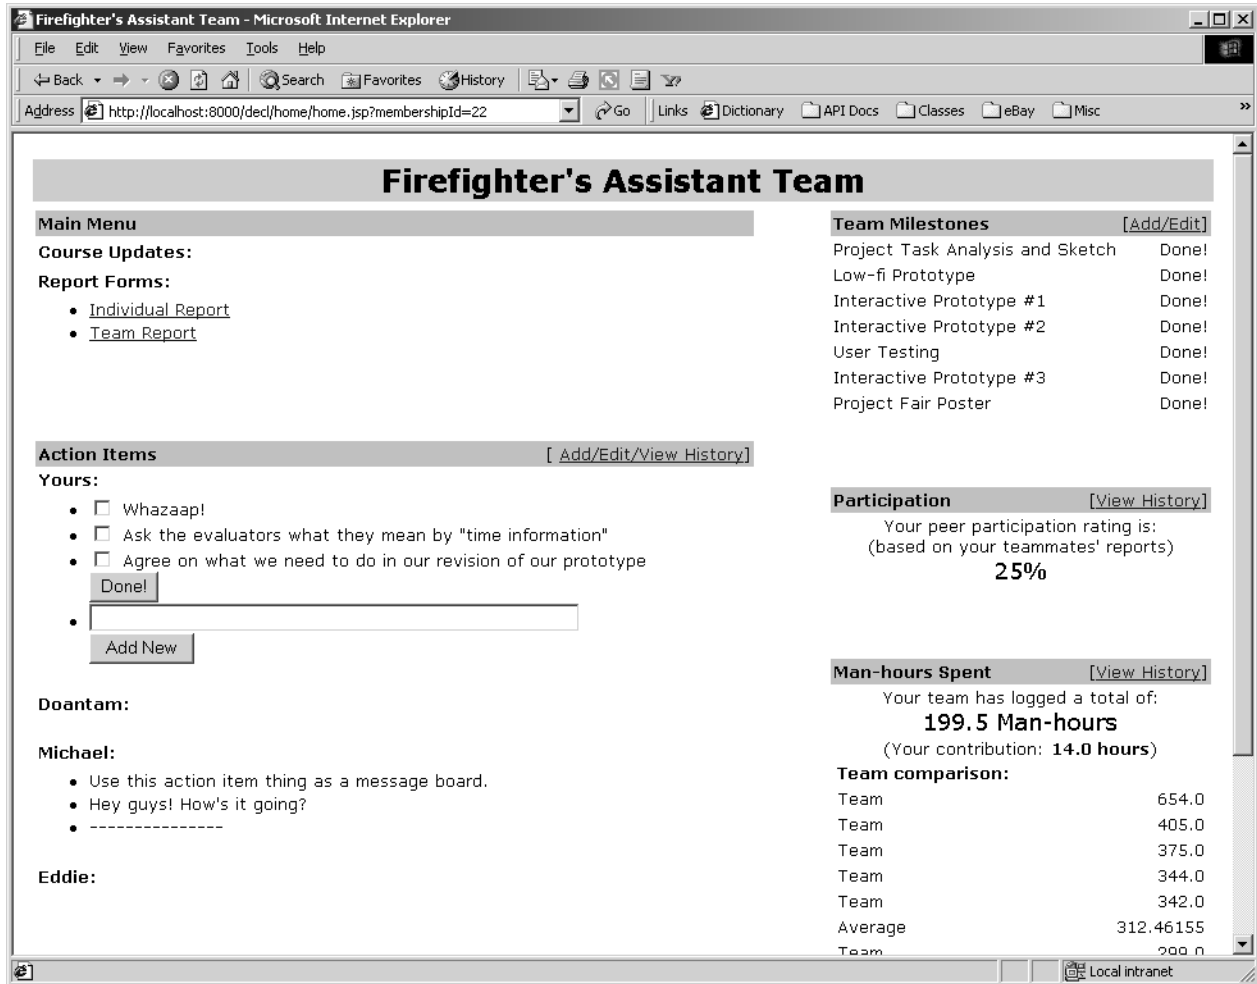 Firefighter's Assistant Team - Microsoft Internet Explorer
File Edit View Favorites Tools Help
Back Search Favorites History
Address http://localhost:8000/decl/home/home.jsp?membershipId=22 Go Links Dictionary API Docs Classes eBay Misc »
Firefighter's Assistant Team
Main Menu
Course Updates:
Report Forms:
• Individual Report
• Team Report
Action Items [ Add/Edit/View History]
Yours:
• Whazaap!
• Ask the evaluators what they mean by "time information"
• Agree on what we need to do in our revision of our prototype
Done!
•
Add New
Doantam:
Michael:
• Use this action item thing as a message board.
• Hey guys! How's it going?
• ---------------
Eddie:
Team Milestones [Add/Edit]
Project Task Analysis and Sketch Done!
Low-fi Prototype Done!
Interactive Prototype #1 Done!
Interactive Prototype #2 Done!
User Testing Done!
Interactive Prototype #3 Done!
Project Fair Poster Done!
Participation [View History]
Your peer participation rating is:
(based on your teammates' reports)
25%
Man-hours Spent [View History]
Your team has logged a total of:
199.5 Man-hours
(Your contribution: 14.0 hours)
Team comparison:
Team 654.0
Team 405.0
Team 375.0
Team 344.0
Team 342.0
Average 312.46155
Team 299.0
Local intranet